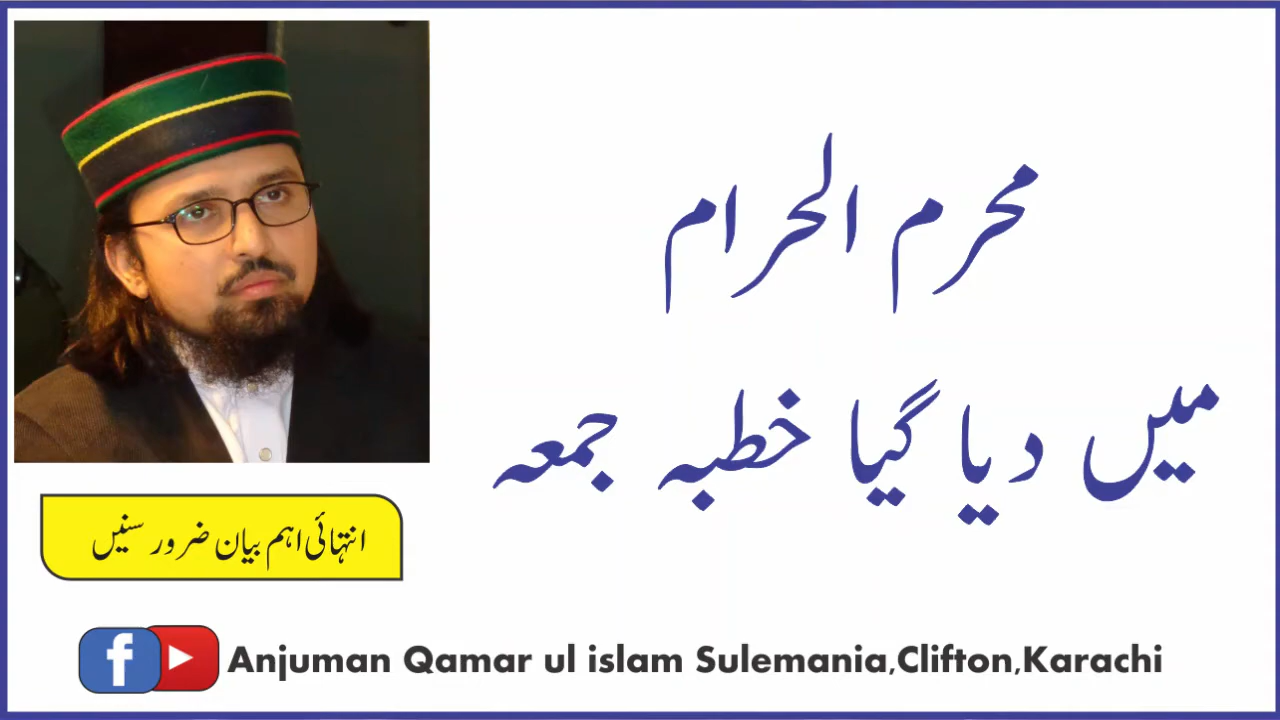 محرم الحرام
میں دیا گیا خطبہ جمعہ
انتہائی اہم بیان ضرور سنیں
Anjuman Qamar ul islam Sulemania,Clifton,Karachi